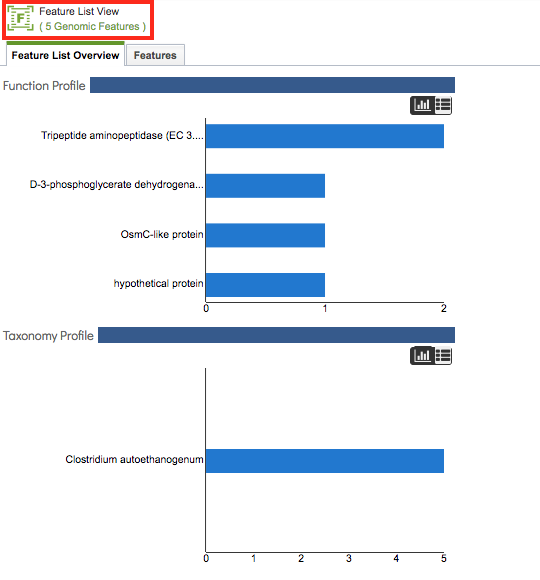 Feature List View
( 5 Genomic Features )
Feature List Overview Features
Function Profile
Tripeptide aminopeptidase (EC 3....
D-3-phosphoglycerate dehydrogena...
OsmC-like protein
hypothetical protein
0 1 2
Taxonomy Profile
Clostridium autoethanogenum
0 1 2 3 4 5